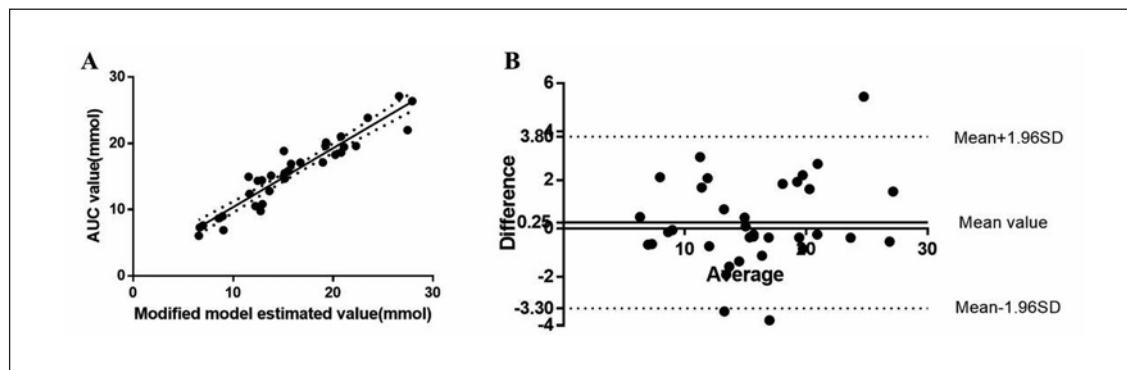 A
AUC value(mmol)
30
20
10
0
0
10
20
30
Modified model estimated value(mmol)
B
Difference
6
4
3.80
2
0.25
0
-2
-3.30
-4
10
20
30
Average
Mean+1.96SD
Mean value
Mean-1.96SD